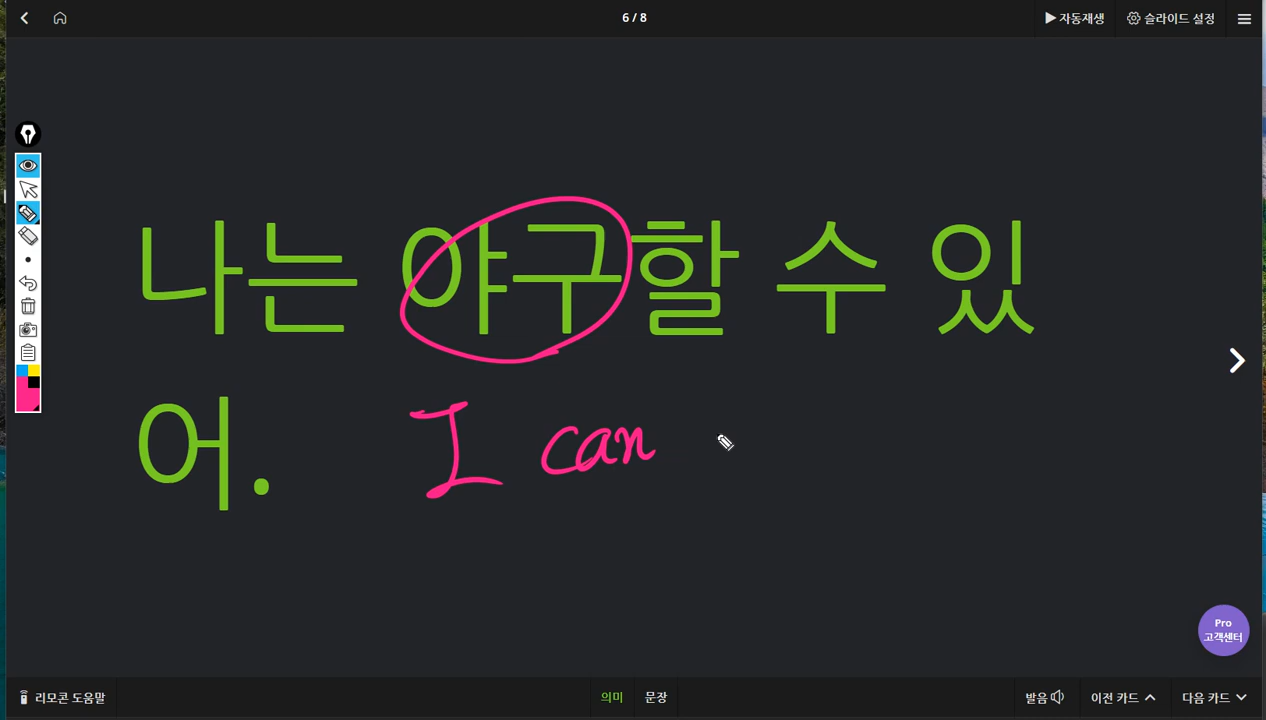 6 / 8
자동재생
슬라이드 설정
나는 야구할 수 있
어.
I can
Pro
고객센터
리모콘 도움말
의미
문장
발음
이전 카드
다음 카드